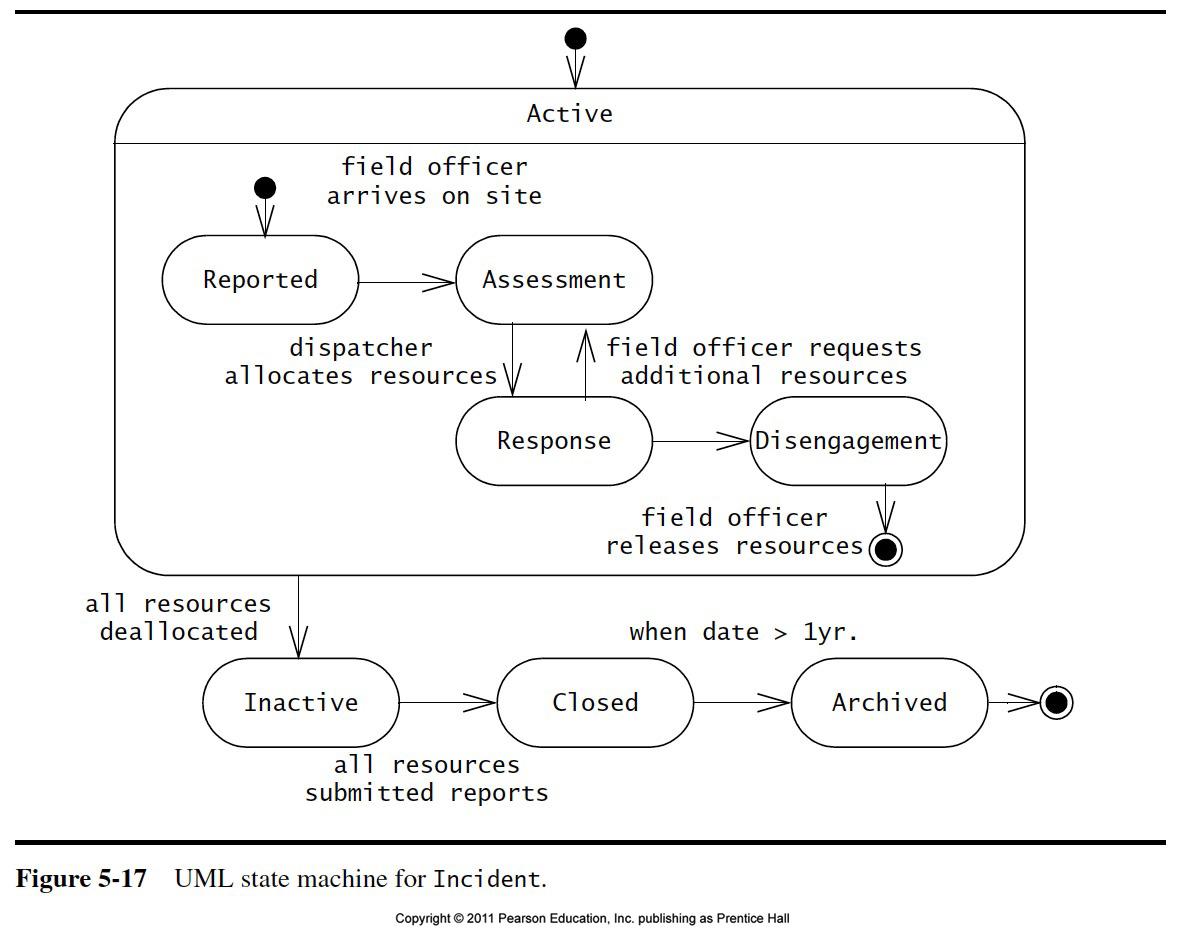 Active
field officer
arrives on site
Reported
Assessment
dispatcher
allocates resources
field officer requests
additional resources
Response
Disengagement
field officer
releases resources
all resources
deallocated
when date > 1yr.
Inactive
Closed
Archived
all resources
submitted reports
Figure 5-17 UML state machine for Incident.
Copyright © 2011 Pearson Education, Inc. publishing as Prentice Hall